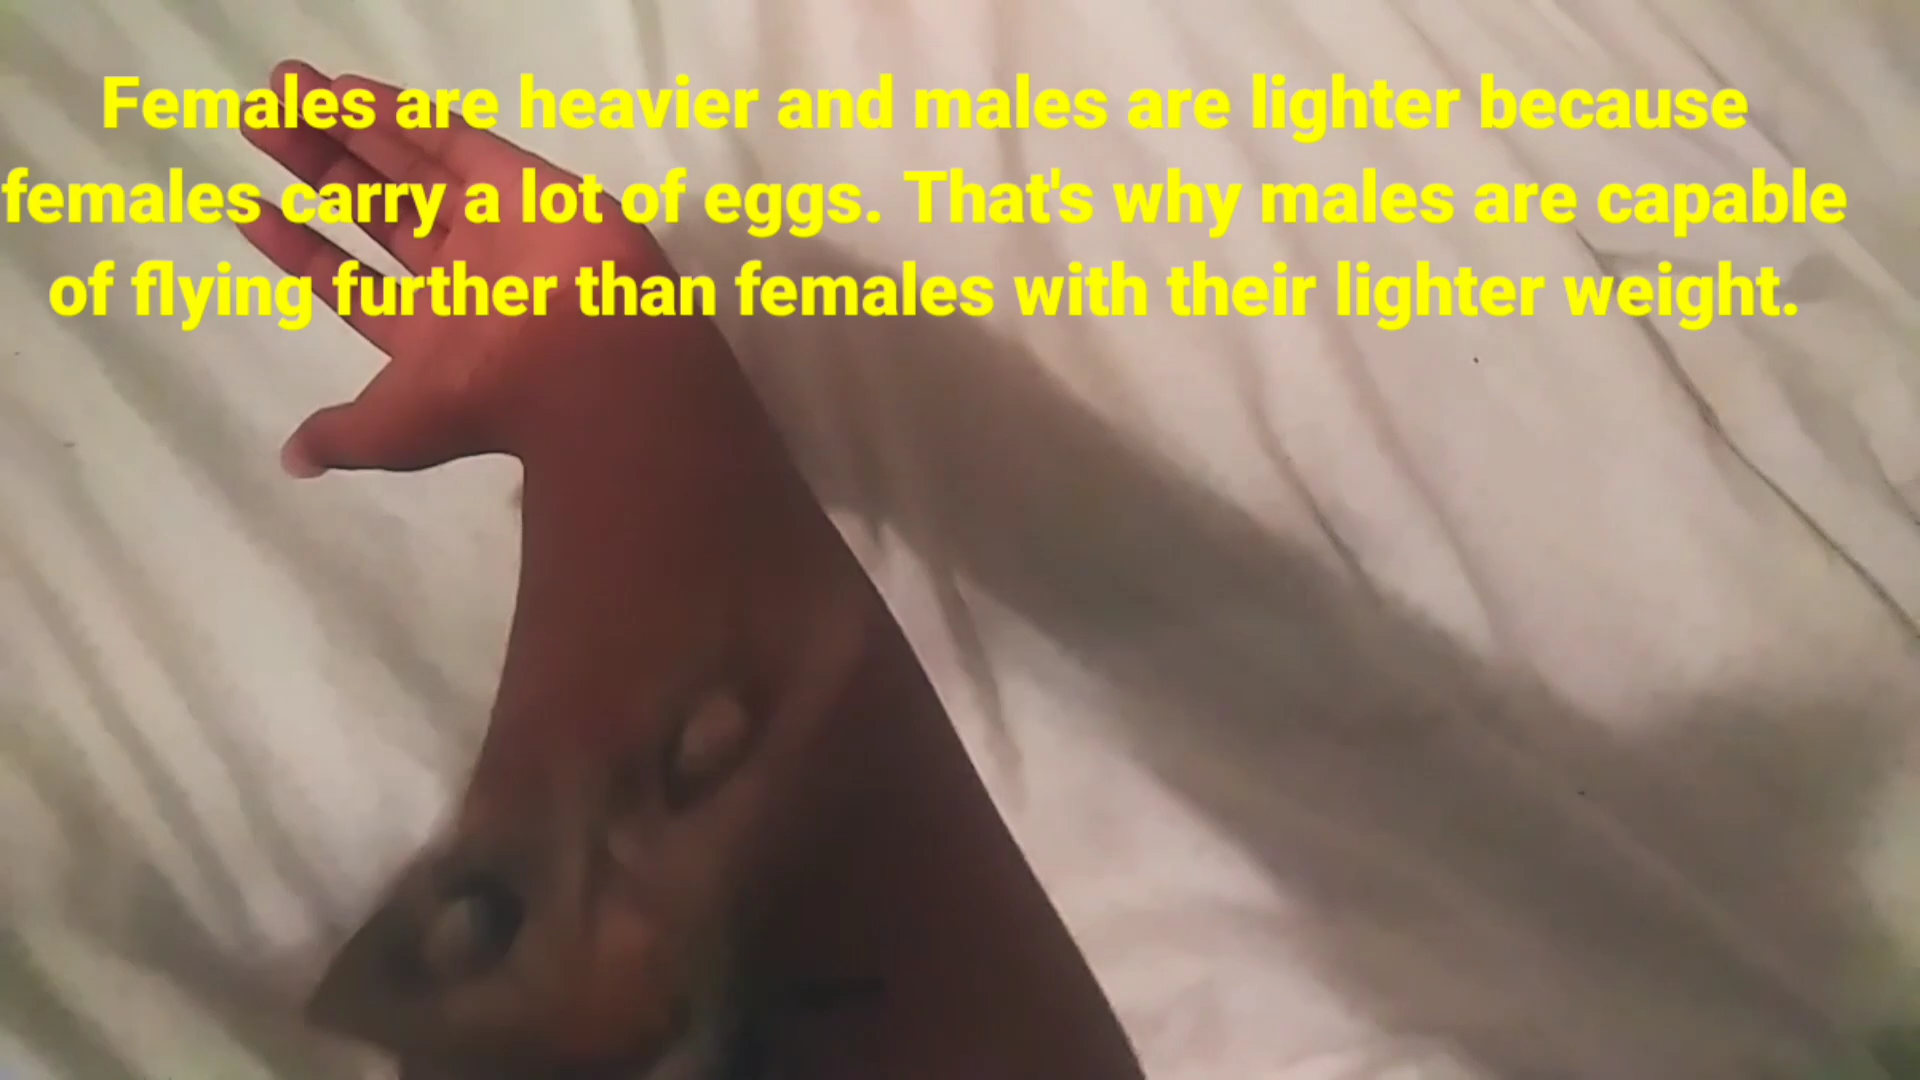 Females are heavier and males are lighter because
females carry a lot of eggs. That's why males are capable
of flying further than females with their lighter weight.